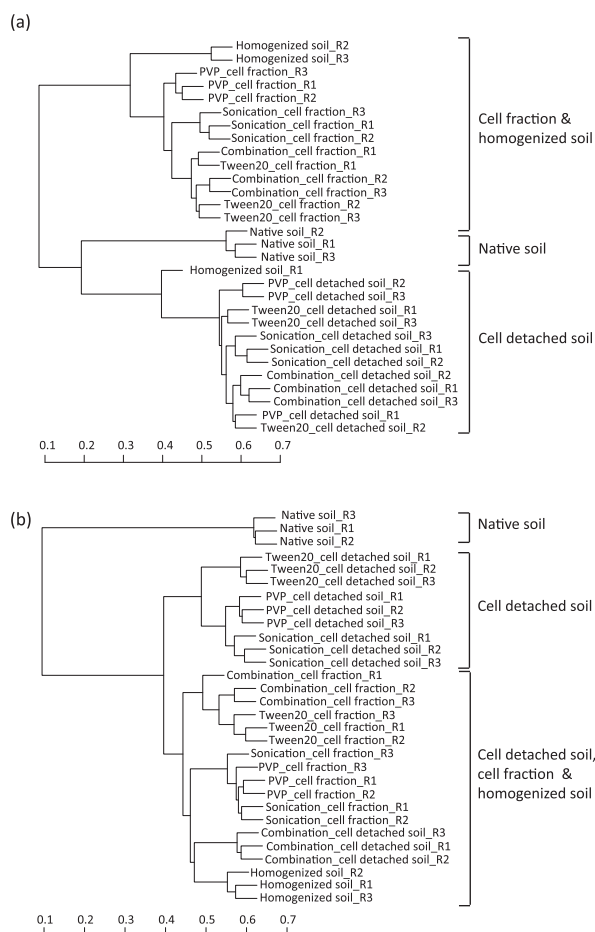 (a)
Homogenized soil_R2
Homogenized soil_R3
PVP_cell fraction_R3
PVP_cell fraction_R1
PVP_cell fraction_R2
Sonication_cell fraction_R3
Sonication_cell fraction_R1
Sonication_cell fraction_R2
Combination_cell fraction_R1
Tween20_cell fraction_R1
Combination_cell fraction_R2
Combination_cell fraction_R3
Tween20_cell fraction_R2
Tween20_cell fraction_R3
Cell fraction &
homogenized soil
Native soil_R2
Native soil_R1
Native soil_R3
Native soil
Homogenized soil_R1
PVP_cell detached soil_R2
PVP_cell detached soil_R3
Tween20_cell detached soil_R1
Tween20_cell detached soil_R3
Sonication_cell detached soil_R3
Sonication_cell detached soil_R1
Sonication_cell detached soil_R2
Combination_cell detached soil_R2
Combination_cell detached soil_R1
Combination_cell detached soil_R3
PVP_cell detached soil_R1
Tween20_cell detached soil_R2
Cell detached soil
0.1 0.2 0.3 0.4 0.5 0.6 0.7
(b)
Native soil_R3
Native soil_R1
Native soil_R2
Native soil
Tween20_cell detached soil_R1
Tween20_cell detached soil_R2
Tween20_cell detached soil_R3
PVP_cell detached soil_R1
PVP_cell detached soil_R2
PVP_cell detached soil_R3
Sonication_cell detached soil_R1
Sonication_cell detached soil_R2
Sonication_cell detached soil_R3
Cell detached soil
Combination_cell fraction_R1
Combination_cell fraction_R2
Combination_cell fraction_R3
Tween20_cell fraction_R3
Tween20_cell fraction_R1
Tween20_cell fraction_R2
Sonication_cell fraction_R3
PVP_cell fraction_R3
PVP_cell fraction_R1
PVP_cell fraction_R2
Sonication_cell fraction_R1
Sonication_cell fraction_R2
Combination_cell detached soil_R3
Combination_cell detached soil_R1
Combination_cell detached soil_R2
Homogenized soil_R2
Homogenized soil_R1
Homogenized soil_R3
Cell detached soil,
cell fraction &
homogenized soil
0.1 0.2 0.3 0.4 0.5 0.6 0.7